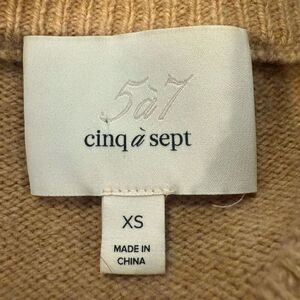 5à7
cinq à sept
XS
MADE IN
CHINA